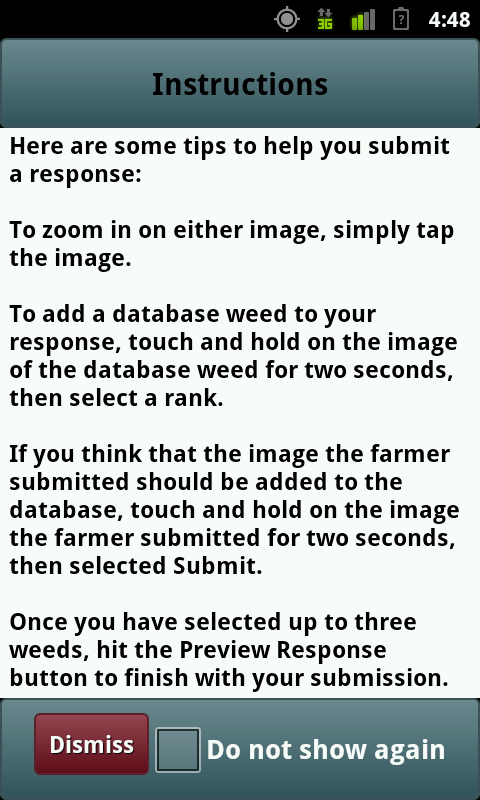 3G
?
4:48
Instructions
Here are some tips to help you submit
a response:
To zoom in on either image, simply tap
the image.
To add a database weed to your
response, touch and hold on the image
of the database weed for two seconds,
then select a rank.
If you think that the image the farmer
submitted should be added to the
database, touch and hold on the image
the farmer submitted for two seconds,
then selected Submit.
Once you have selected up to three
weeds, hit the Preview Response
button to finish with your submission.
Dismiss
Do not show again